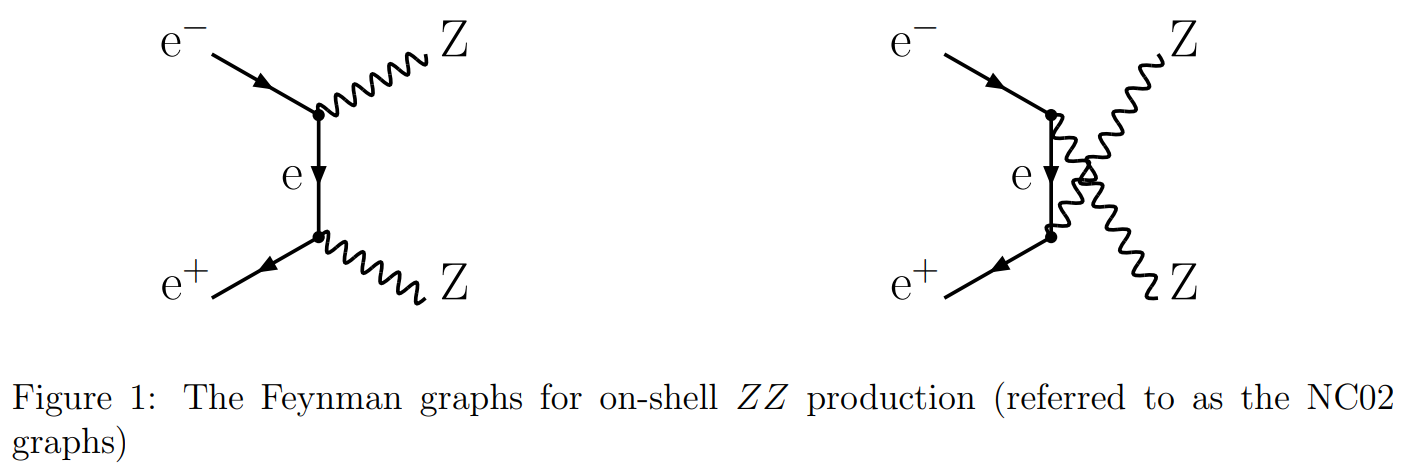 e⁻ Z e⁻ Z
e e
e⁺ Z e⁺ Z
Figure 1: The Feynman graphs for on-shell ZZ production (referred to as the NC02
graphs)